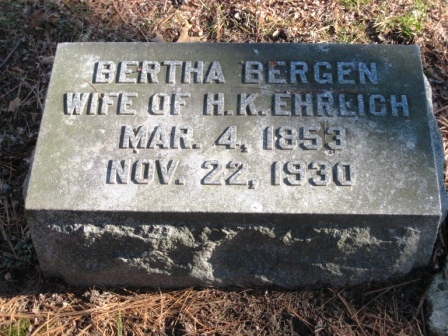 BERTHA BERGEN
WIFE OF H.K.EHRLICH
MAR. 4, 1853
NOV. 22, 1930